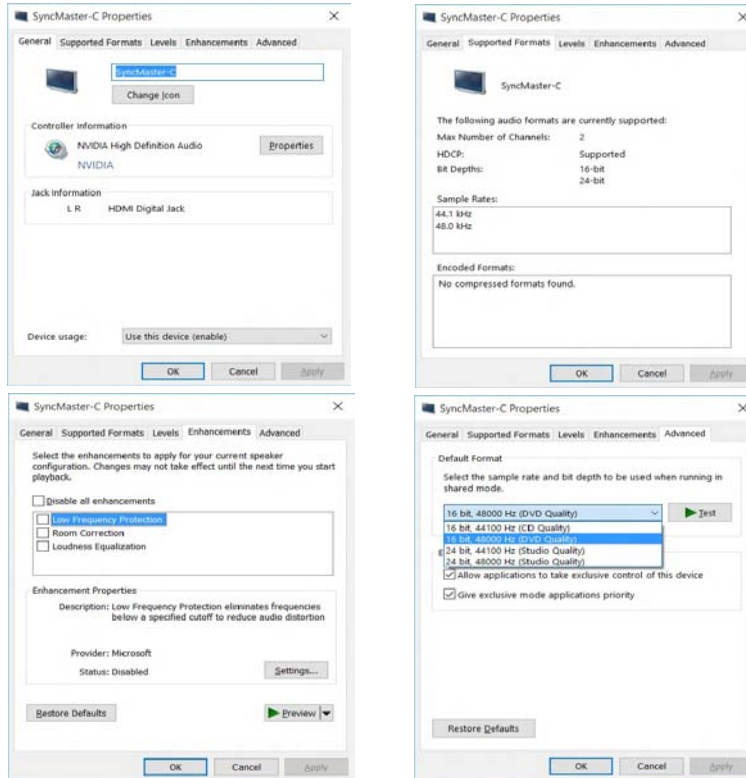 SyncMaster-C Properties
General Supported Formats Levels Enhancements Advanced
SyncMaster-C
Change Icon
Controller Information
NVIDIA High Definition Audio
Properties
NVIDIA
Jack Information
L R HDMI Digital Jack
Device usage: Use this device (enable)
OK Cancel Apply
SyncMaster-C Properties
General Supported Formats Levels Enhancements Advanced
SyncMaster-C
The following audio formats are currently supported:
Max Number of Channels: 2
HDCP: Supported
Bit Depths: 16-bit
24-bit
Sample Rates:
44.1 kHz
48.0 kHz
Encoded Formats:
No compressed formats found.
OK Cancel Apply
SyncMaster-C Properties
General Supported Formats Levels Enhancements Advanced
Select the enhancements to apply for your current speaker
configuration. Changes may not take effect until the next time you start
playback.
Disable all enhancements
Low Frequency Protection
Room Correction
Loudness Equalization
Enhancement Properties
Description: Low Frequency Protection eliminates frequencies
below a specified cutoff to reduce audio distortion
Provider: Microsoft
Status: Disabled
Settings...
Restore Defaults
Preview
OK Cancel Apply
SyncMaster-C Properties
General Supported Formats Levels Enhancements Advanced
Default Format
Select the sample rate and bit depth to be used when running in
shared mode.
16 bit, 48000 Hz (DVD Quality)
Test
16 bit, 44100 Hz (CD Quality)
16 bit, 48000 Hz (DVD Quality)
24 bit, 44100 Hz (Studio Quality)
24 bit, 48000 Hz (Studio Quality)
Allow applications to take exclusive control of this device
Give exclusive mode applications priority
Restore Defaults
OK Cancel Apply